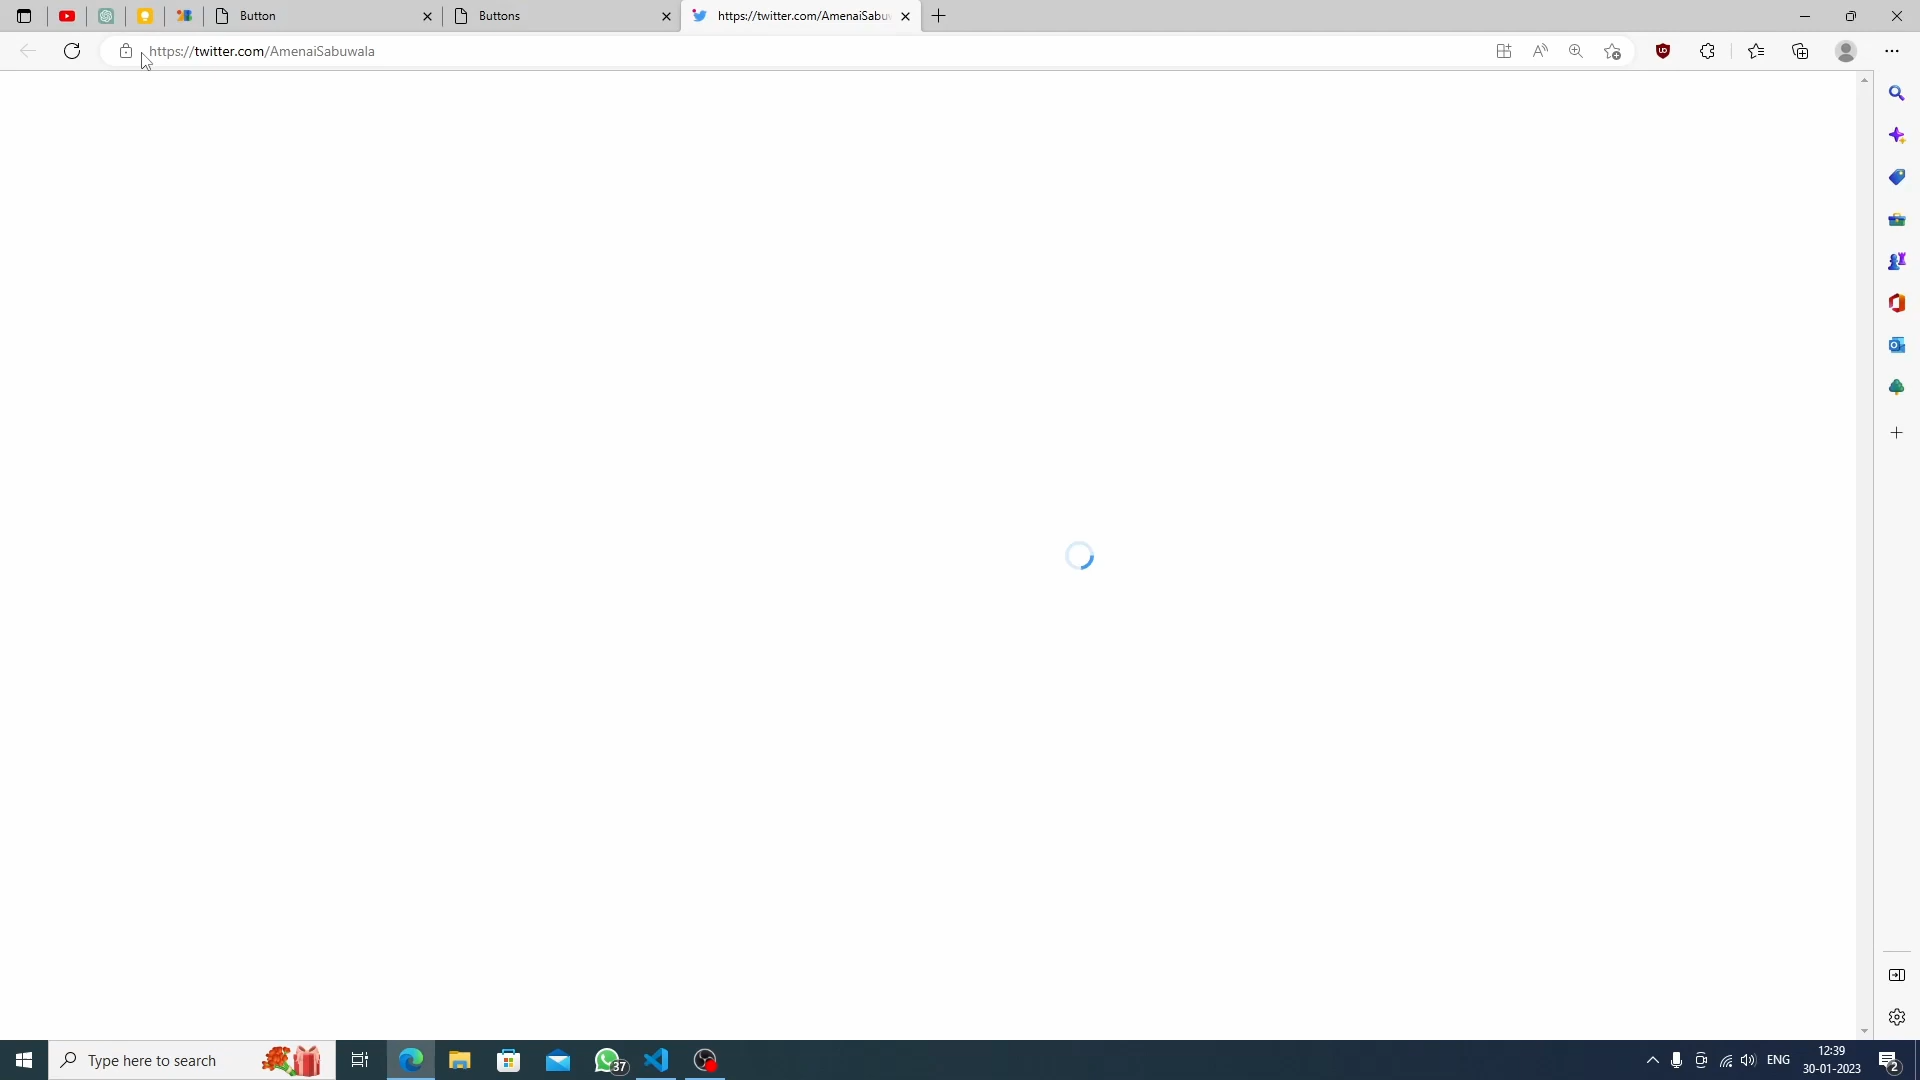 Button
Buttons
https://twitter.com/AmenaiSabuw
https://twitter.com/AmenaiSabuwala
Type here to search
37
ENG
12:39
30-01-2023
2